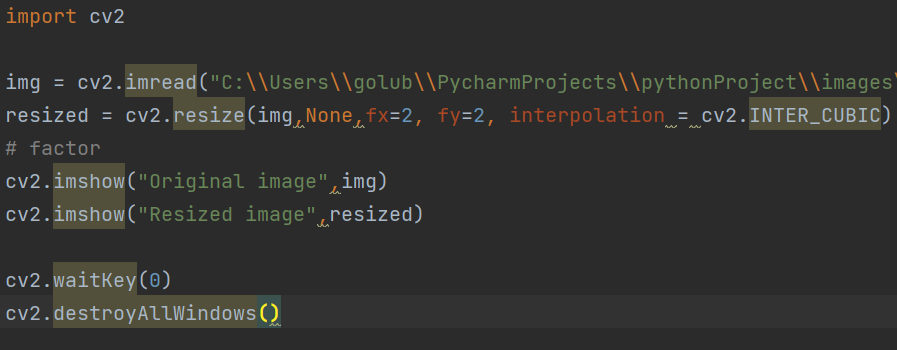 import cv2
img = cv2.imread("C:\\Users\\golub\\PycharmProjects\\pythonProject\\images\
resized = cv2.resize(img,None,fx=2, fy=2, interpolation = cv2.INTER_CUBIC)
# factor
cv2.imshow("Original image",img)
cv2.imshow("Resized image",resized)
cv2.waitKey(0)
cv2.destroyAllWindows()